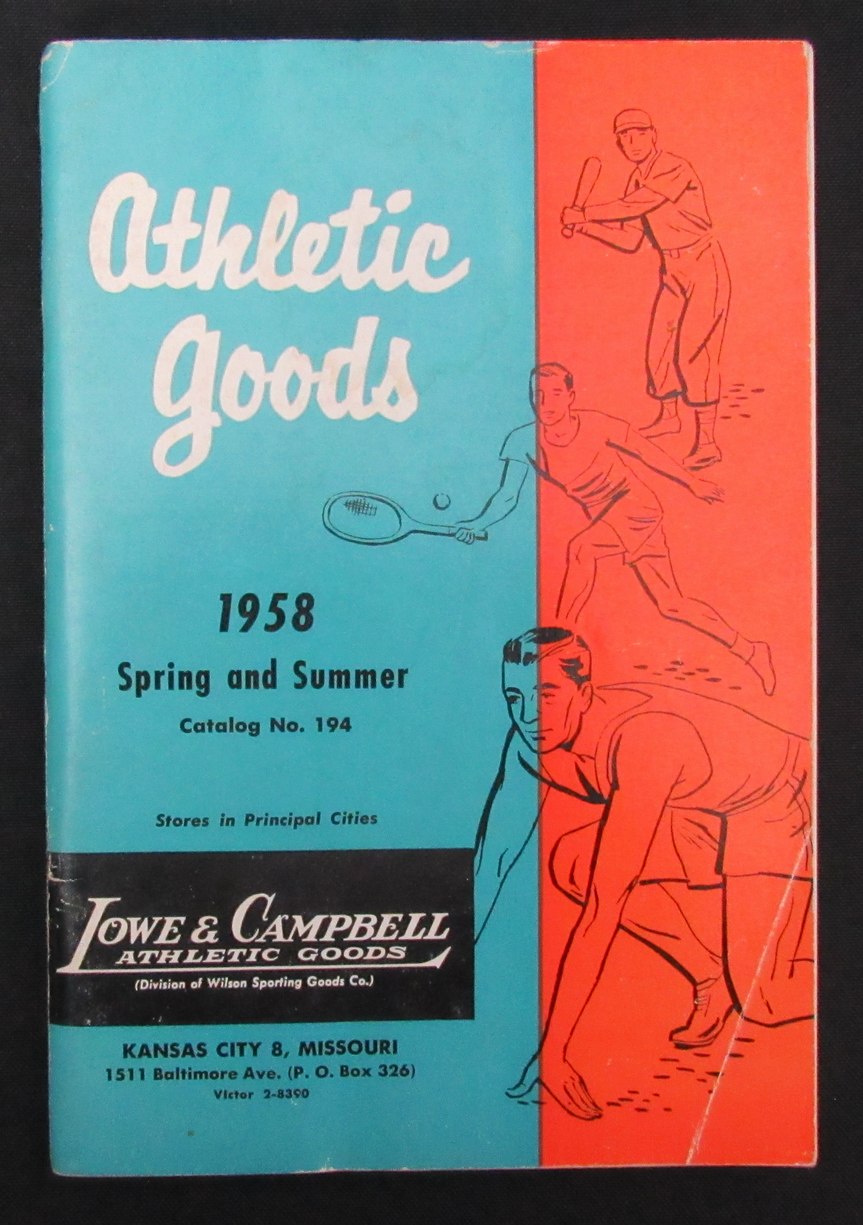 Athletic
Goods
1958
Spring and Summer
Catalog No. 194
Stores in Principal Cities
LOWE & CAMPBELL
ATHLETIC GOODS
(Division of Wilson Sporting Goods Co.)
KANSAS CITY 8, MISSOURI
1511 Baltimore Ave. (P. O. Box 326)
VIctor 2-8390